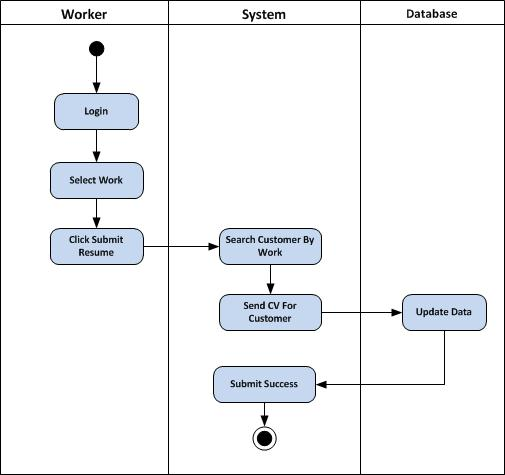 Worker
System
Database
Login
Select Work
Click Submit
Resume
Search Customer By
Work
Send CV For
Customer
Update Data
Submit Success